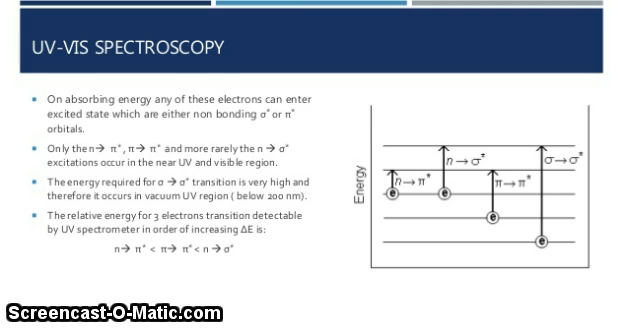 UV-VIS SPECTROSCOPY
On absorbing energy any of these electrons can enter
excited state which are either non bonding σ* or π*
orbitals.
Only the n→ π*, π→ π* and more rarely the n → σ*
excitations occur in the near UV and visible region.
The energy required for σ → σ* transition is very high and
therefore it occurs in vacuum UV region ( below 200 nm).
The relative energy for 3 electrons transition detectable
by UV spectrometer in order of increasing ΔE is:
n→ π* < π→ π* < n → σ*
Energy
n→σ*
σ→σ*
n→π*
π→π*
e
e
e
e
Screencast-O-Matic.com